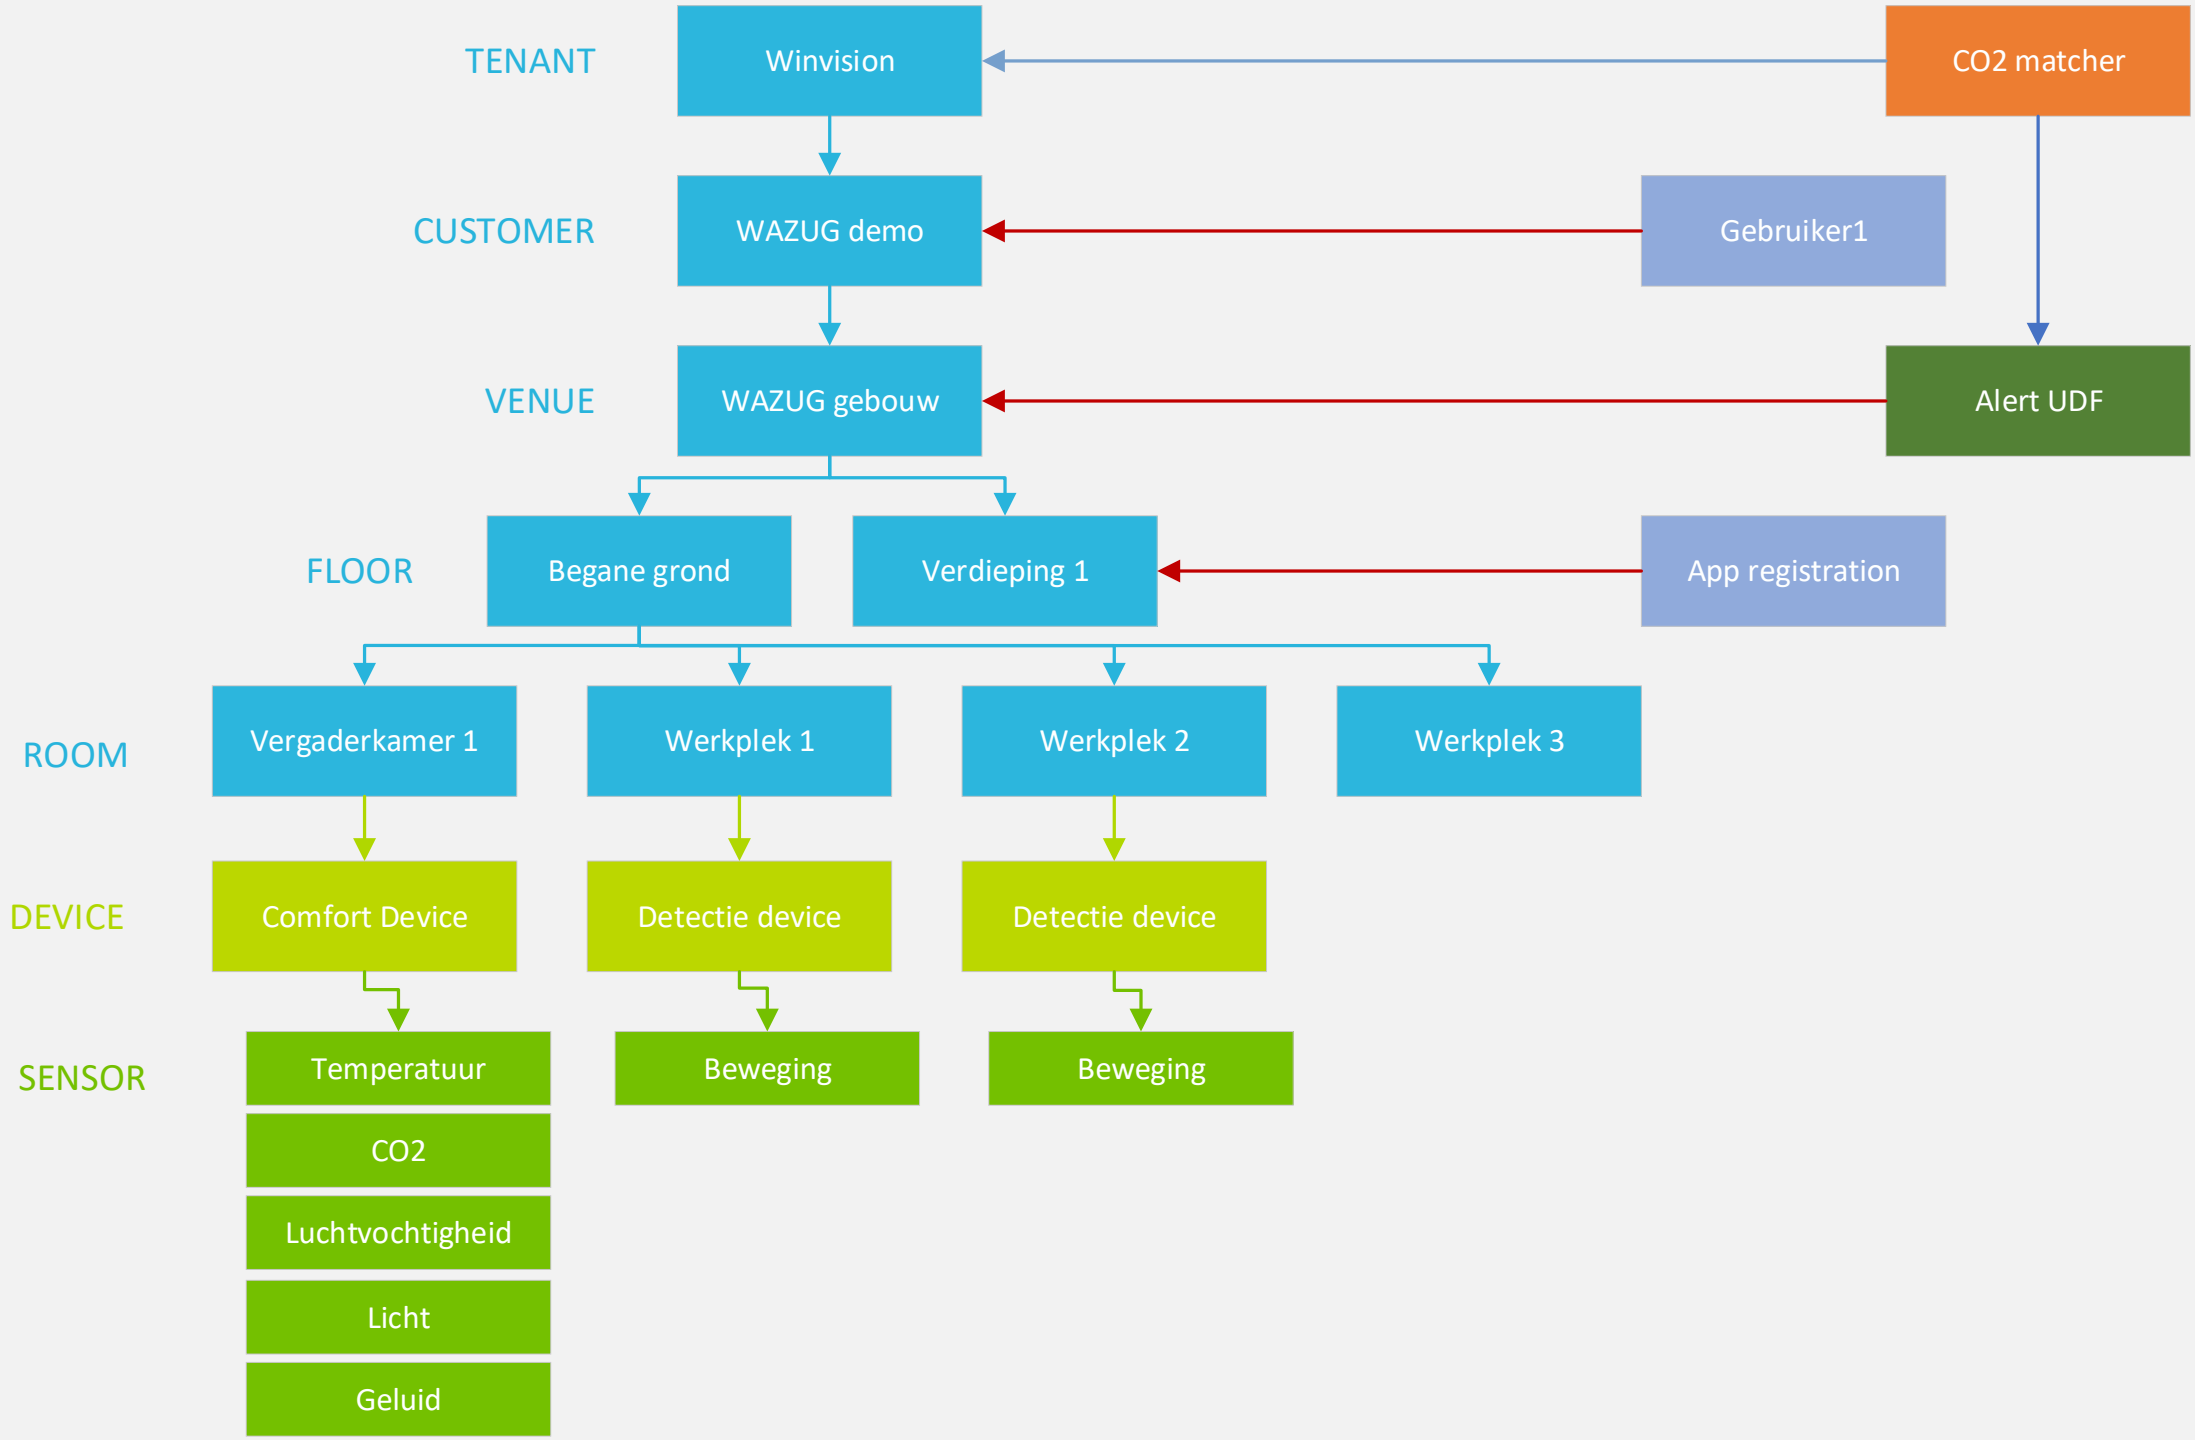 TENANT
Winvision
CO2 matcher
CUSTOMER
WAZUG demo
Gebruiker1
VENUE
WAZUG gebouw
Alert UDF
FLOOR
Begane grond
Verdieping 1
App registration
ROOM
Vergaderkamer 1
Werkplek 1
Werkplek 2
Werkplek 3
DEVICE
Comfort Device
Detectie device
Detectie device
SENSOR
Temperatuur
Beweging
Beweging
CO2
Luchtvochtigheid
Licht
Geluid